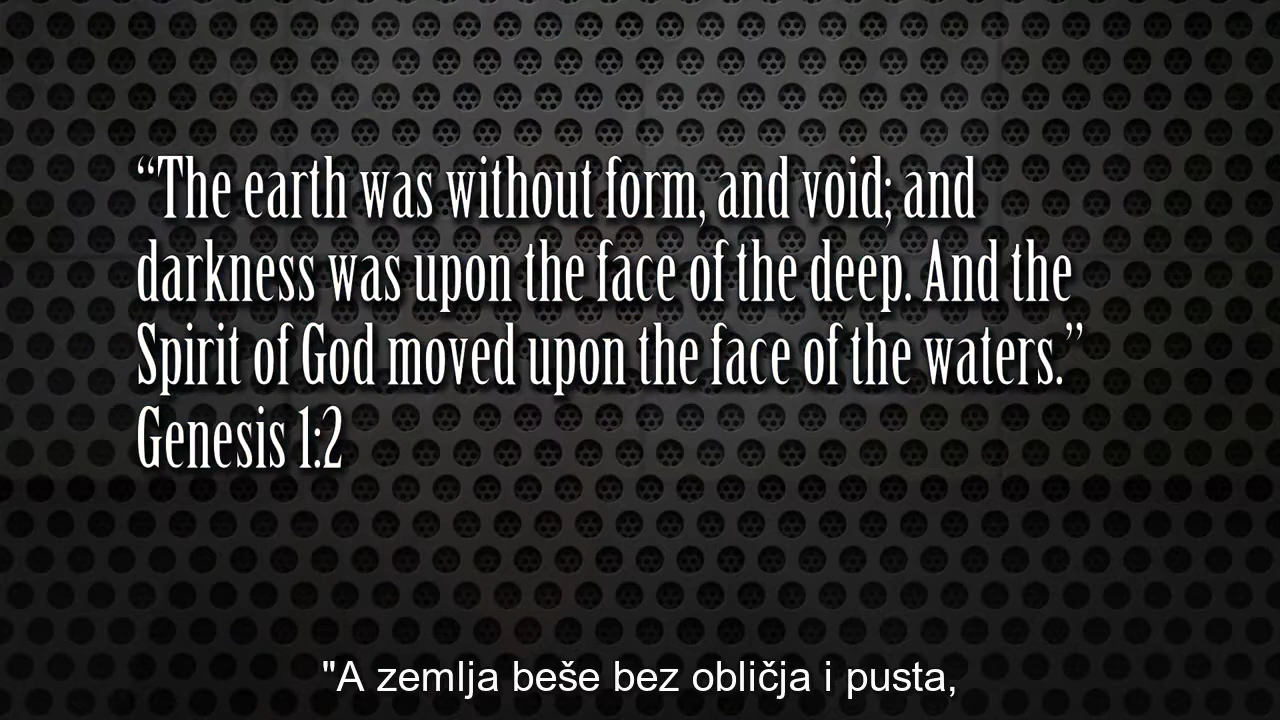 “The earth was without form, and void; and
darkness was upon the face of the deep. And the
Spirit of God moved upon the face of the waters.”
Genesis 1:2
"A zemlja beše bez obličja i pusta,